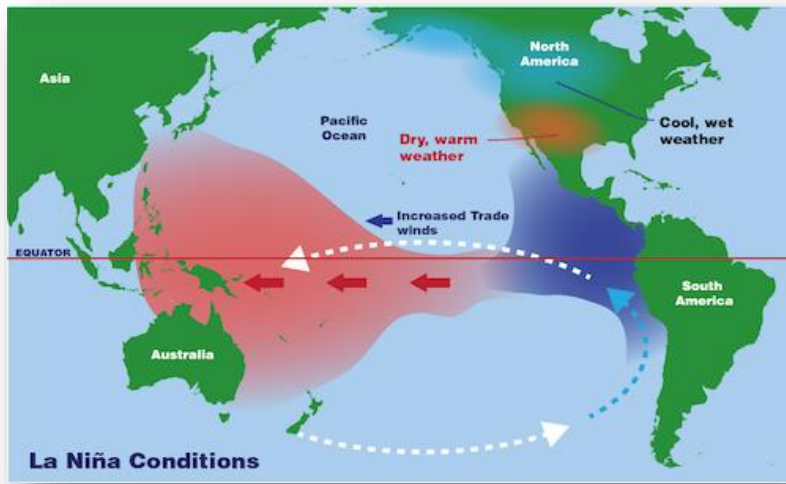 North
America
Asia
Pacific
Ocean
Cool, wet
weather
Dry, warm
weather
Increased Trade
winds
EQUATOR
South
America
Australia
La Niña Conditions